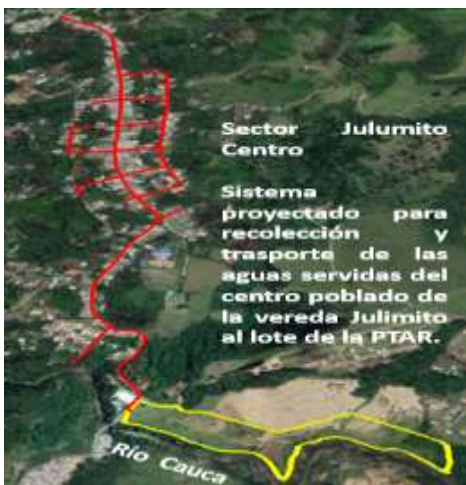 Sector Julumito
Centro
Sistema
proyectado para
recolección y
trasporte de las
aguas servidas del
centro poblado de
la vereda Julimito
al lote de la PTAR.
Río Cauca